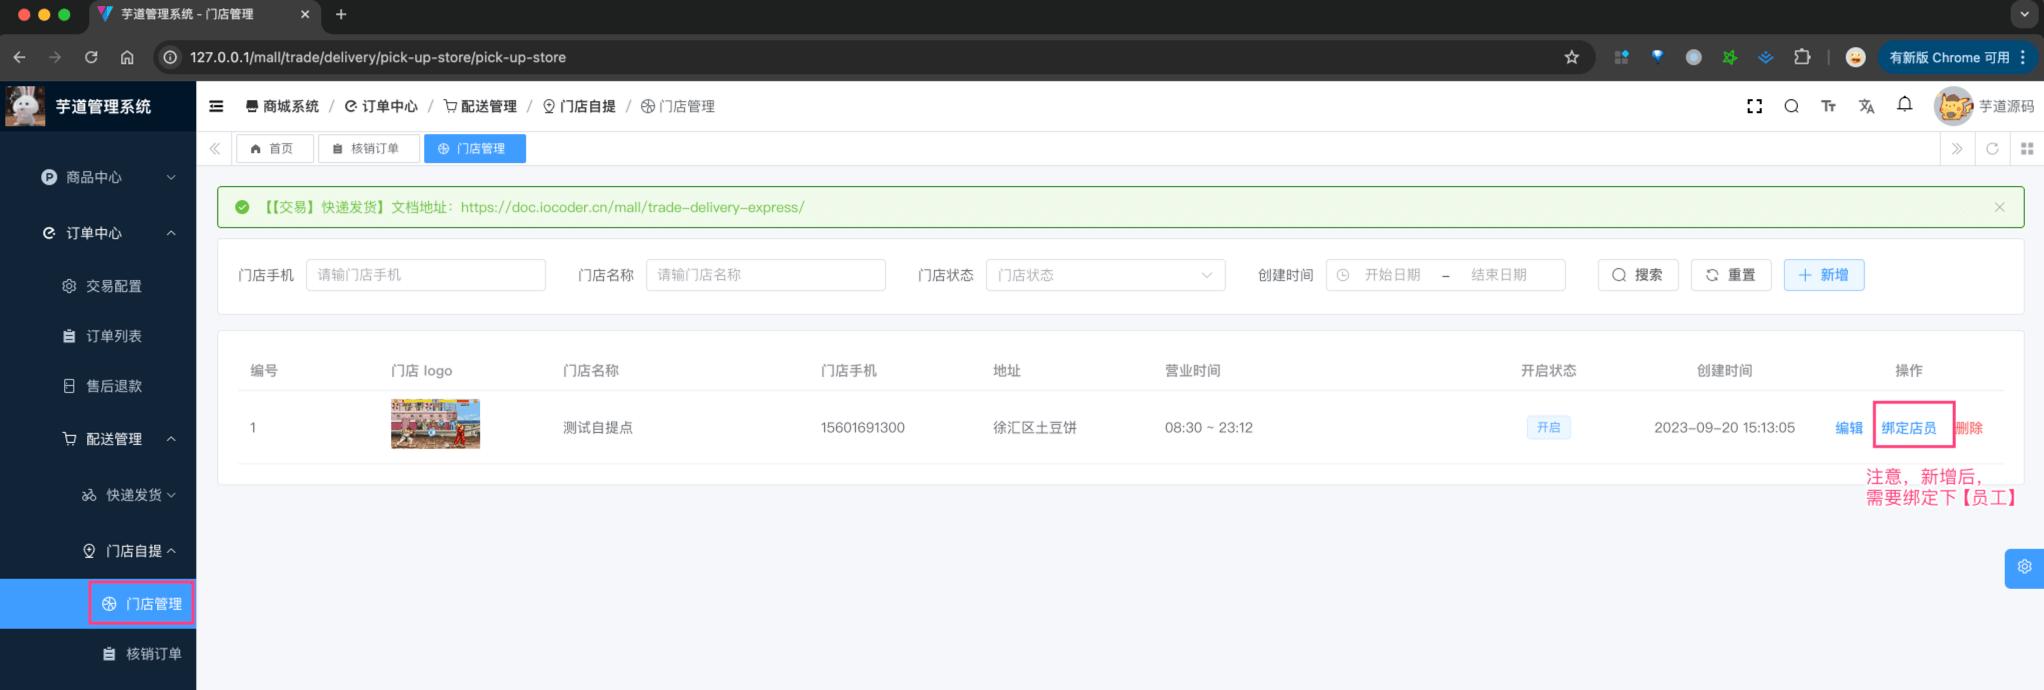 芋道管理系统 - 门店管理
127.0.0.1/mall/trade/delivery/pick-up-store/pick-up-store
有新版 Chrome 可用
芋道管理系统
商城系统 / 订单中心 / 配送管理 / 门店自提 / 门店管理
芋道源码
首页
核销订单
门店管理
商品中心
订单中心
交易配置
订单列表
售后退款
配送管理
快递发货
门店自提
门店管理
核销订单
【【交易】快递发货】文档地址：https://doc.iocoder.cn/mall/trade-delivery-express/
门店手机 请输门店手机 门店名称 请输门店名称 门店状态 门店状态 创建时间 开始日期 - 结束日期 搜索 重置 新增
编号 门店 logo 门店名称 门店手机 地址 营业时间 开启状态 创建时间 操作
1 测试自提点 15601691300 徐汇区土豆饼 08:30 ~ 23:12 开启 2023-09-20 15:13:05 编辑 绑定店员 删除
注意，新增后，
需要绑定下【员工】